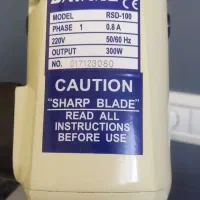 MODEL RSD-100
PHASE 1 0.8 A
220V 50/60 Hz
OUTPUT 300W
NO. 017123080
CAUTION
"SHARP BLADE"
READ ALL
INSTRUCTIONS
BEFORE USE